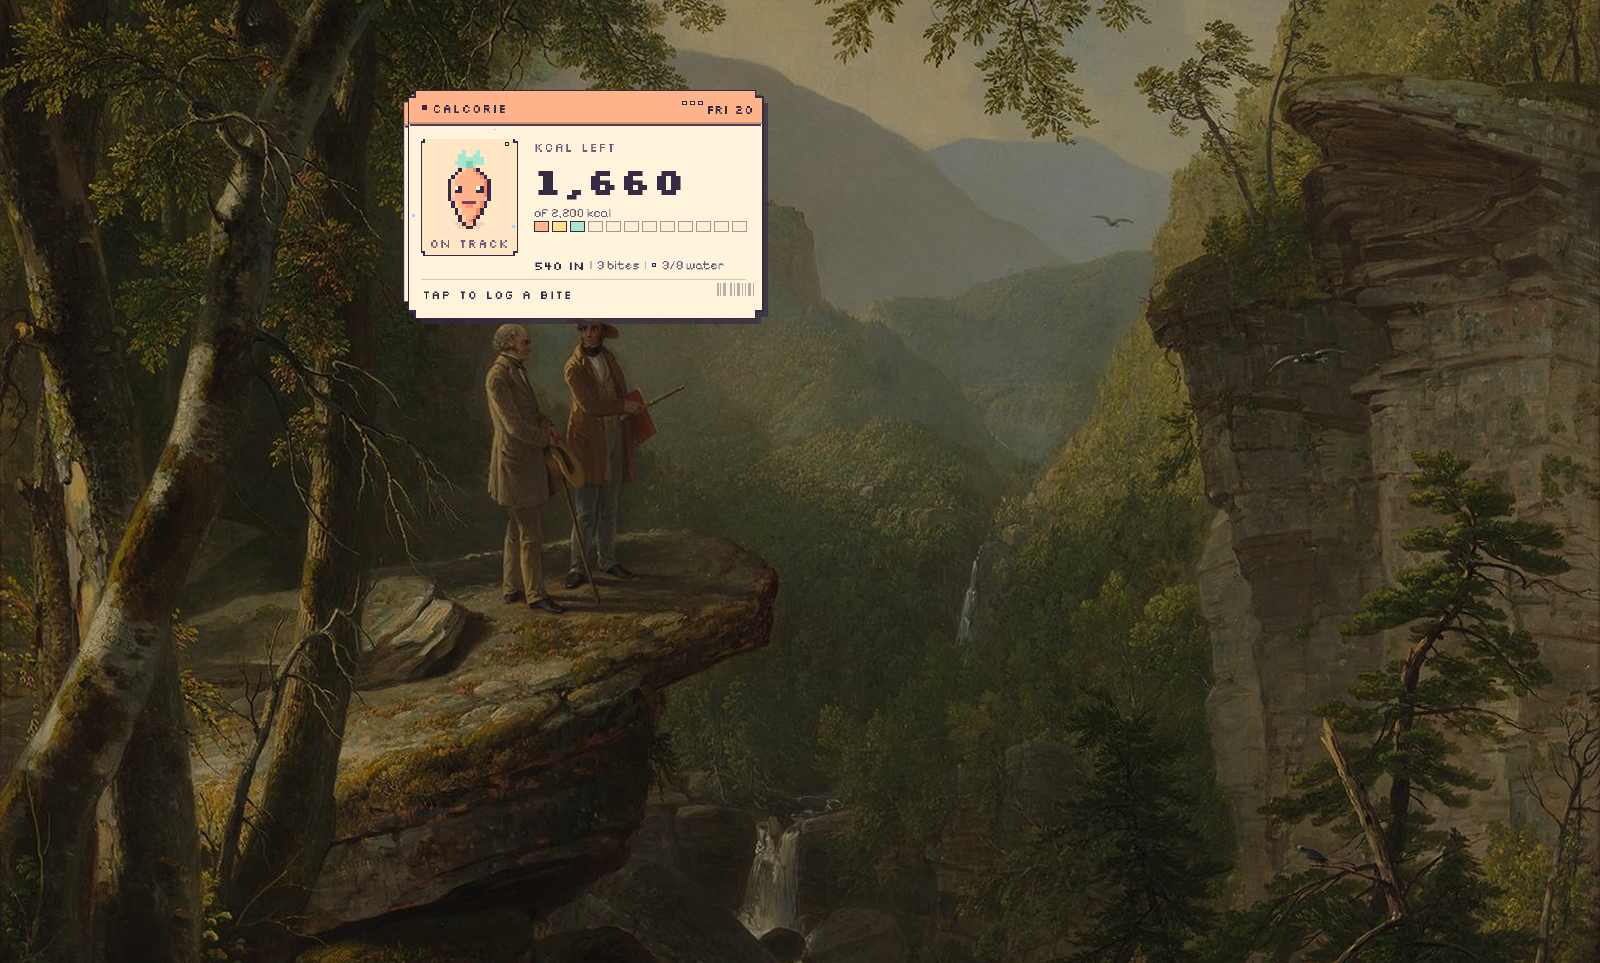 CALCORIE
FRI 20
KCAL LEFT
1,660
of 2,200 kcal
ON TRACK
540 IN | 3 bites | 3/8 water
TAP TO LOG A BITE